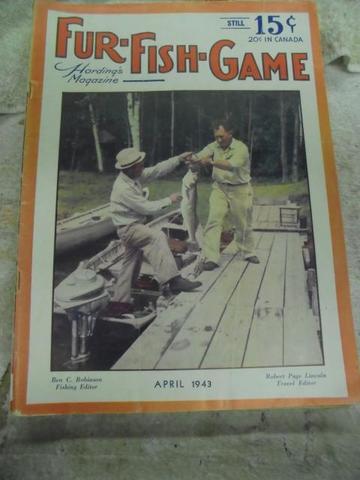 STILL 15¢
20¢ IN CANADA
FUR-FISH-GAME
Harding's
Magazine
Ben C. Robinson
Fishing Editor
APRIL 1943
Robert Page Lincoln
Travel Editor